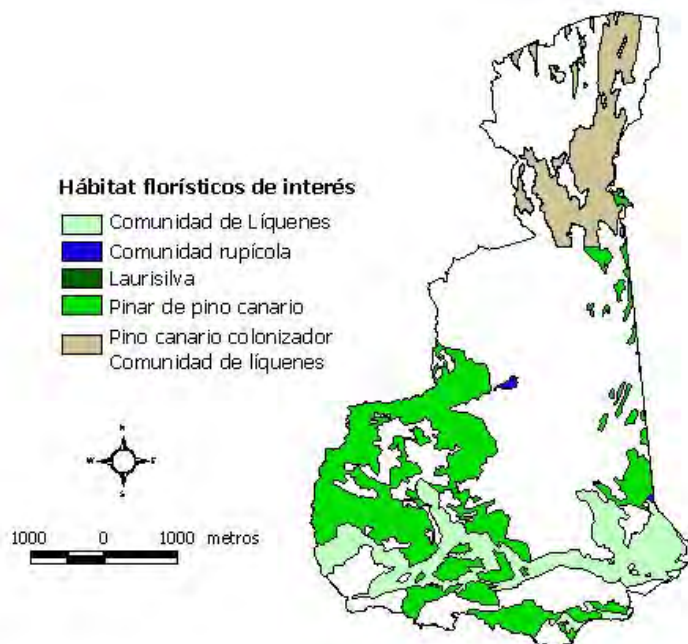 Hábitat florísticos de interés
Comunidad de Líquenes
Comunidad rupícola
Laurisilva
Pinar de pino canario
Pino canario colonizador
Comunidad de líquenes
N
W E
S
1000 0 1000 metros